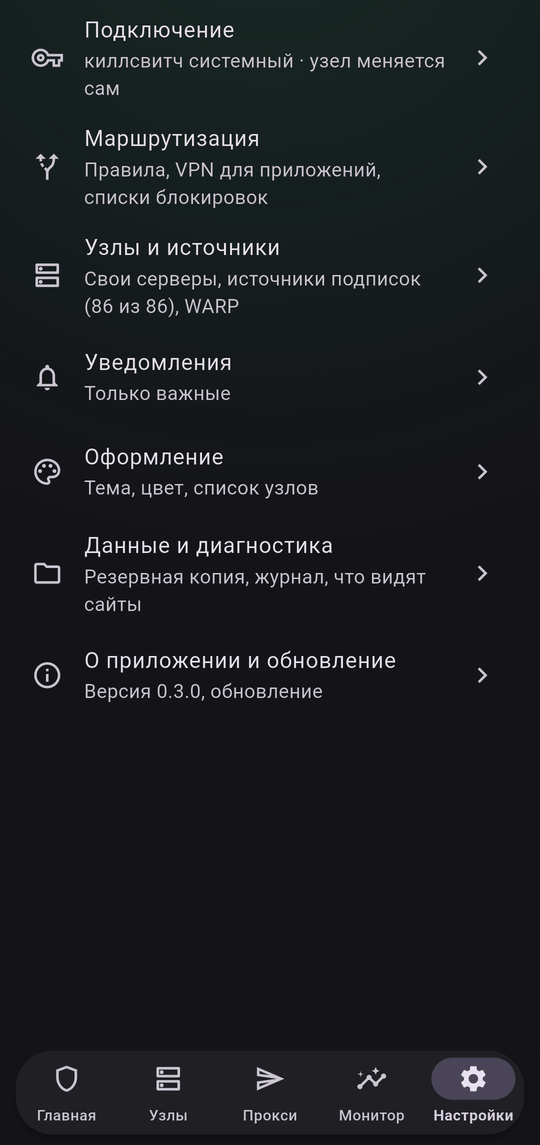 Подключение
киллсвитч системный · узел меняется
сам
Маршрутизация
Правила, VPN для приложений,
списки блокировок
Узлы и источники
Свои серверы, источники подписок
(86 из 86), WARP
Уведомления
Только важные
Оформление
Тема, цвет, список узлов
Данные и диагностика
Резервная копия, журнал, что видят
сайты
О приложении и обновление
Версия 0.3.0, обновление
Главная
Узлы
Прокси
Монитор
Настройки